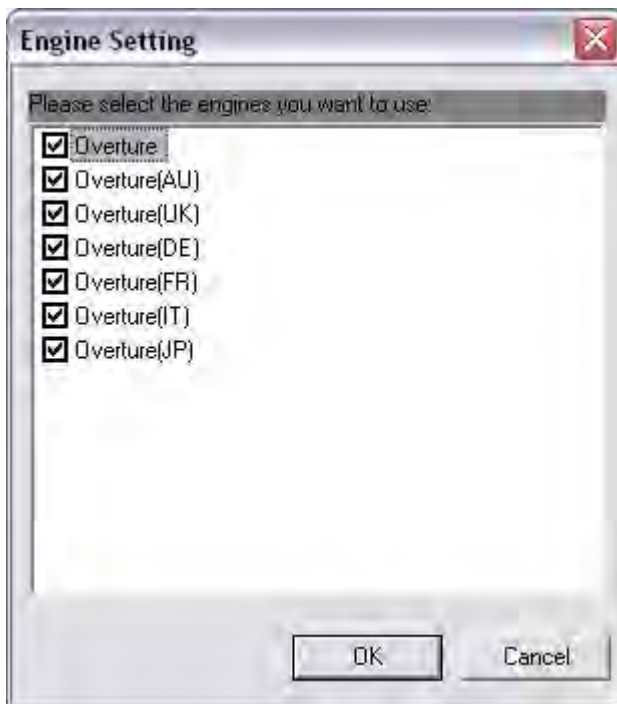 Engine Setting
Please select the engines you want to use:
Overture
Overture(AU)
Overture(UK)
Overture(DE)
Overture(FR)
Overture(IT)
Overture(JP)
OK
Cancel